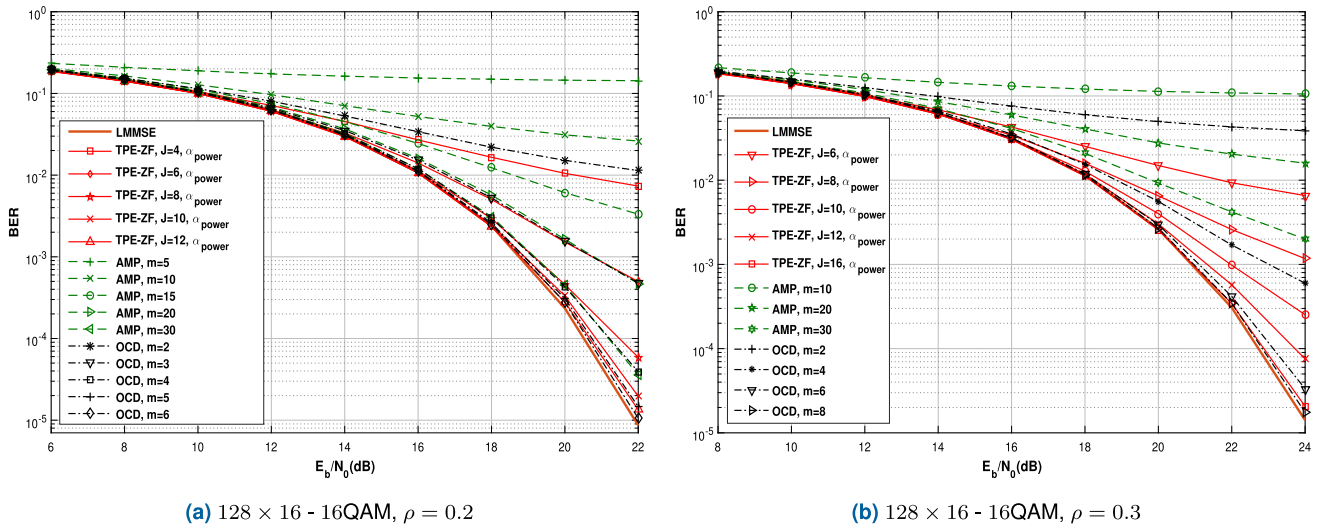 10^0
10^-1
10^-2
10^-3
10^-4
10^-5
BER
6 8 10 12 14 16 18 20 22
E_b/N_0(dB)
LMMSE
TPE-ZF, J=4, α_power
TPE-ZF, J=6, α_power
TPE-ZF, J=8, α_power
TPE-ZF, J=10, α_power
TPE-ZF, J=12, α_power
AMP, m=5
AMP, m=10
AMP, m=15
AMP, m=20
AMP, m=30
OCD, m=2
OCD, m=3
OCD, m=4
OCD, m=5
OCD, m=6
(a) 128 × 16 - 16QAM, ρ = 0.2
10^0
10^-1
10^-2
10^-3
10^-4
10^-5
BER
8 10 12 14 16 18 20 22 24
E_b/N_0(dB)
LMMSE
TPE-ZF, J=6, α_power
TPE-ZF, J=8, α_power
TPE-ZF, J=10, α_power
TPE-ZF, J=12, α_power
TPE-ZF, J=16, α_power
AMP, m=10
AMP, m=20
AMP, m=30
OCD, m=2
OCD, m=4
OCD, m=6
OCD, m=8
(b) 128 × 16 - 16QAM, ρ = 0.3